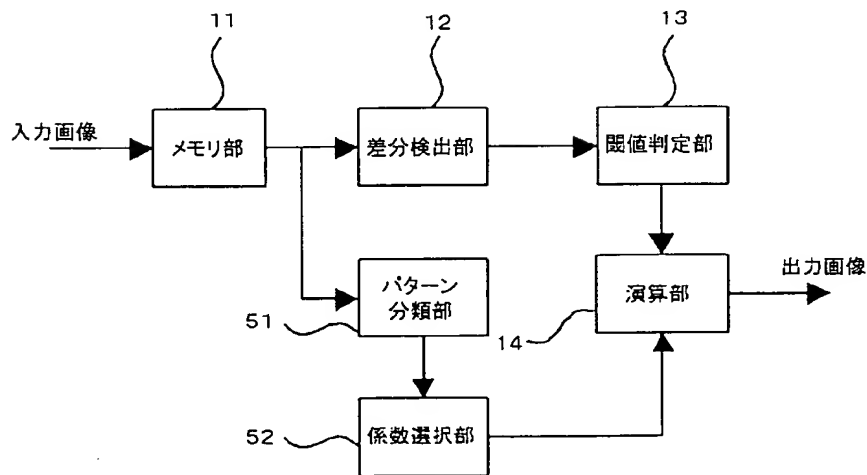 11
12
13
入力画像
メモリ部
差分検出部
閾値判定部
パターン
分類部
51
演算部
14
出力画像
52
係数選択部